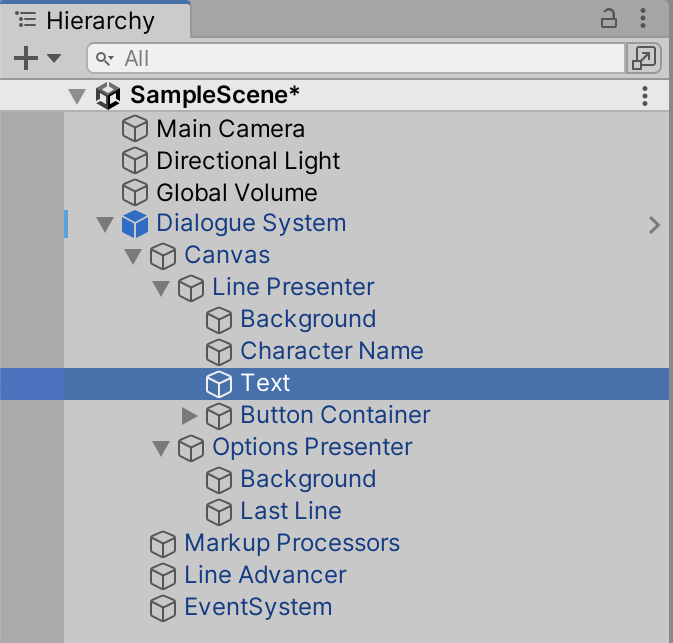 Hierarchy
All
SampleScene*
Main Camera
Directional Light
Global Volume
Dialogue System
Canvas
Line Presenter
Background
Character Name
Text
Button Container
Options Presenter
Background
Last Line
Markup Processors
Line Advancer
EventSystem